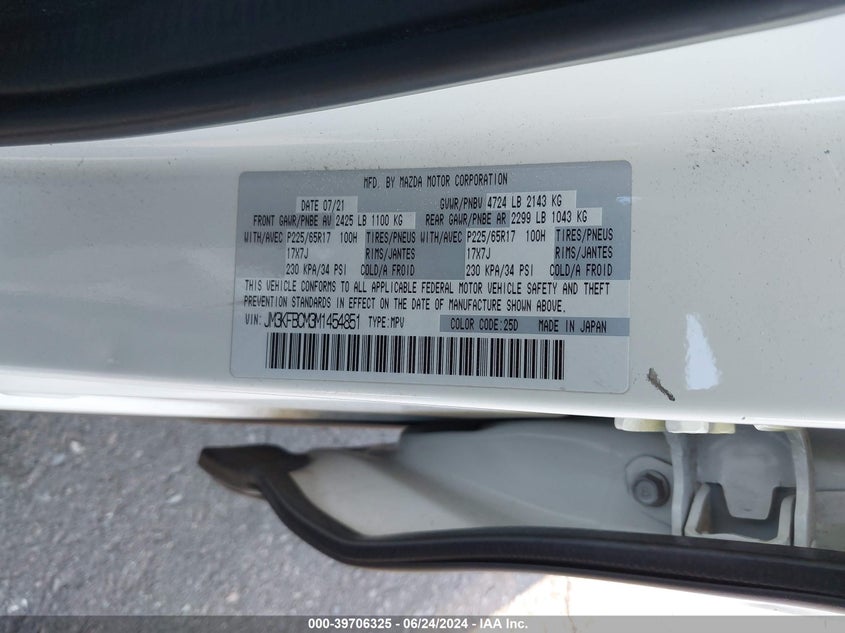 MFD. BY MAZDA MOTOR CORPORATION
DATE 07/21 GVWR/PNBV 4724 LB 2143 KG
FRONT GAWR/PNBE AV 2425 LB 1100 KG REAR GAWR/PNBE AR 2299 LB 1043 KG
WITH/AVEC P225/65R17 100H TIRES/PNEUS WITH/AVEC P225/65R17 100H TIRES/PNEUS
17X7J RIMS/JANTES 17X7J RIMS/JANTES
230 KPA/34 PSI COLD/A FROID 230 KPA/34 PSI COLD/A FROID
THIS VEHICLE CONFORMS TO ALL APPLICABLE FEDERAL MOTOR VEHICLE SAFETY AND THEFT
PREVENTION STANDARDS IN EFFECT ON THE DATE OF MANUFACTURE SHOWN ABOVE.
VIN: JM3KFBCM3M1454851 TYPE:MPV COLOR CODE:25D MADE IN JAPAN
000-39706325 - 06/24/2024 - IAA Inc.